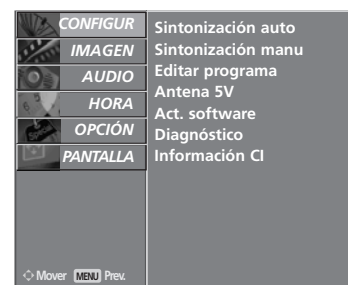 CONFIGUR
IMAGEN
AUDIO
HORA
OPCIÓN
PANTALLA
Sintonización auto
Sintonización manu
Editar programa
Antena 5V
Act. software
Diagnóstico
Información CI
Mover MENU Prev.